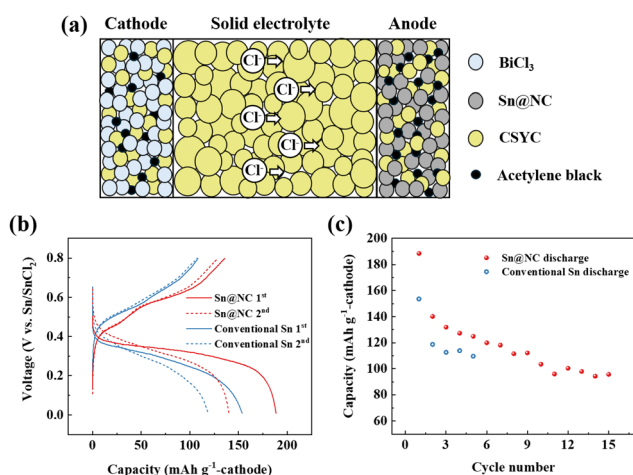 (a)
Cathode Solid electrolyte Anode
Cl-
Cl-
Cl-
Cl-
Cl-
BiCl3
Sn@NC
CSYC
Acetylene black
(b)
Voltage (V vs. Sn/SnCl2)
0.8
0.6
0.4
0.2
0.0
Sn@NC 1st
Sn@NC 2nd
Conventional Sn 1st
Conventional Sn 2nd
0 50 100 150 200
Capacity (mAh g-1-cathode)
(c)
Capacity (mAh g-1-cathode)
200
180
160
140
120
100
80
60
Sn@NC discharge
Conventional Sn discharge
0 3 6 9 12 15
Cycle number